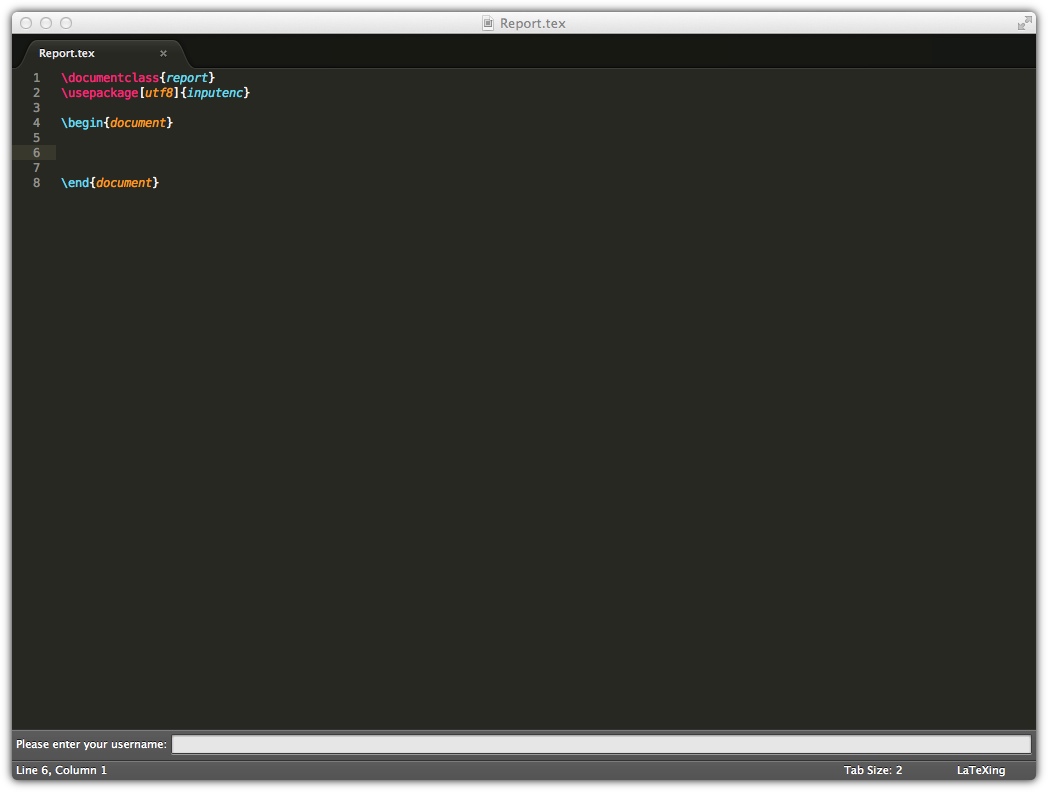 Report.tex
Report.tex ×
1 \documentclass{report}
2 \usepackage[utf8]{inputenc}
3
4 \begin{document}
5
6
7
8 \end{document}
Please enter your username:
Line 6, Column 1 Tab Size: 2 LaTeXing